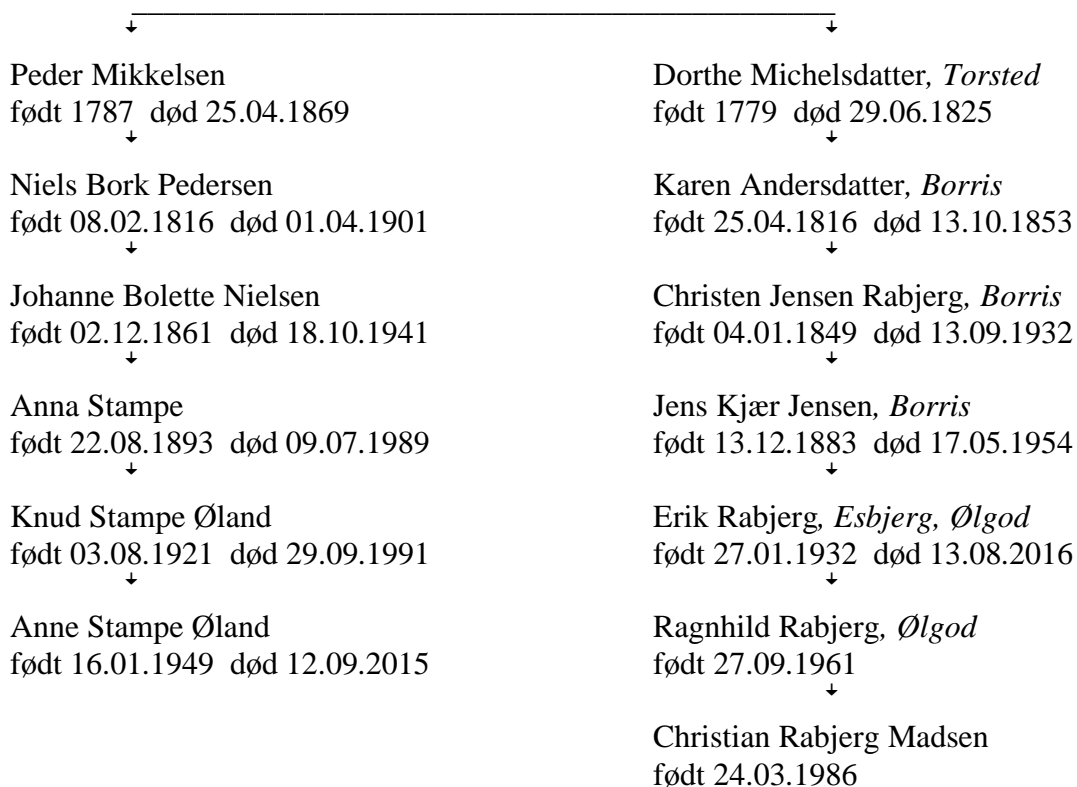 Peder Mikkelsen
født 1787 død 25.04.1869
Niels Bork Pedersen
født 08.02.1816 død 01.04.1901
Johanne Bolette Nielsen
født 02.12.1861 død 18.10.1941
Anna Stampe
født 22.08.1893 død 09.07.1989
Knud Stampe Øland
født 03.08.1921 død 29.09.1991
Anne Stampe Øland
født 16.01.1949 død 12.09.2015
Dorthe Michelsdatter, Torsted
født 1779 død 29.06.1825
Karen Andersdatter, Borris
født 25.04.1816 død 13.10.1853
Christen Jensen Rabjerg, Borris
født 04.01.1849 død 13.09.1932
Jens Kjær Jensen, Borris
født 13.12.1883 død 17.05.1954
Erik Rabjerg, Esbjerg, Ølgod
født 27.01.1932 død 13.08.2016
Ragnhild Rabjerg, Ølgod
født 27.09.1961
Christian Rabjerg Madsen
født 24.03.1986